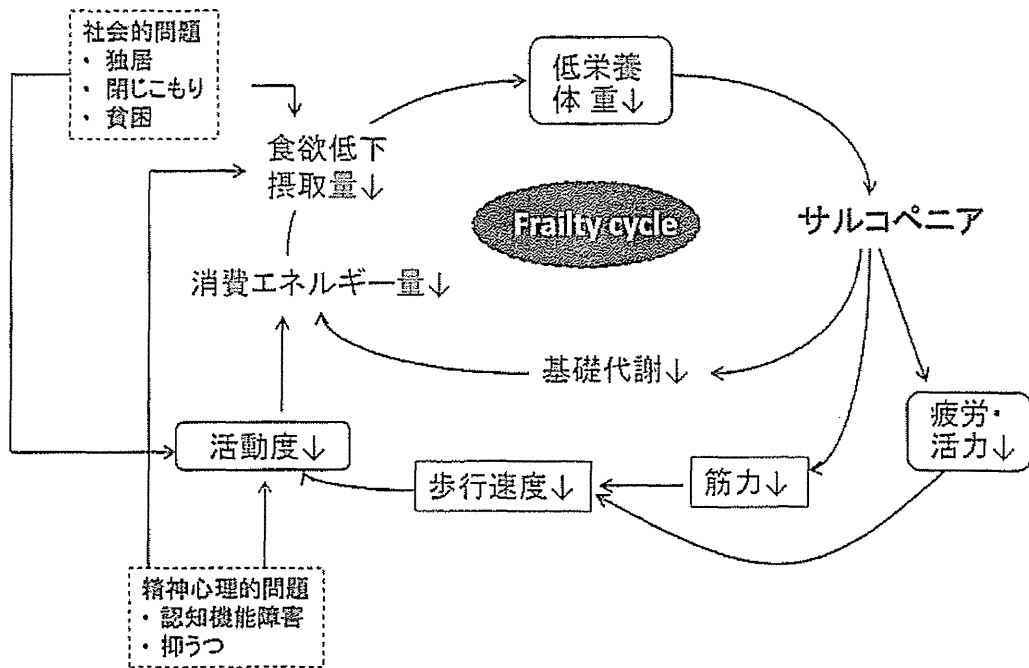 社会的問題
・ 独居
・ 閉じこもり
・ 貧困
低栄養
体 重↓
食欲低下
摂取量↓
Frailty cycle
サルコペニア
消費エネルギー量↓
基礎代謝↓
疲労・
活力↓
活動度↓
歩行速度↓
筋力↓
精神心理的問題
・ 認知機能障害
・ 抑うつ